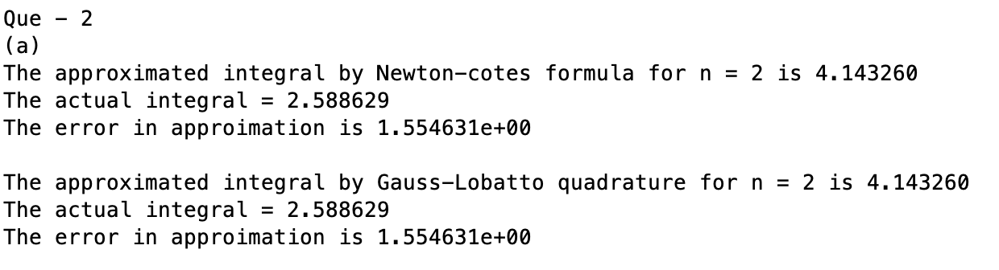 Que - 2
(a)
The approximated integral by Newton-cotes formula for n = 2 is 4.143260
The actual integral = 2.588629
The error in approimation is 1.554631e+00
The approximated integral by Gauss-Lobatto quadrature for n = 2 is 4.143260
The actual integral = 2.588629
The error in approimation is 1.554631e+00